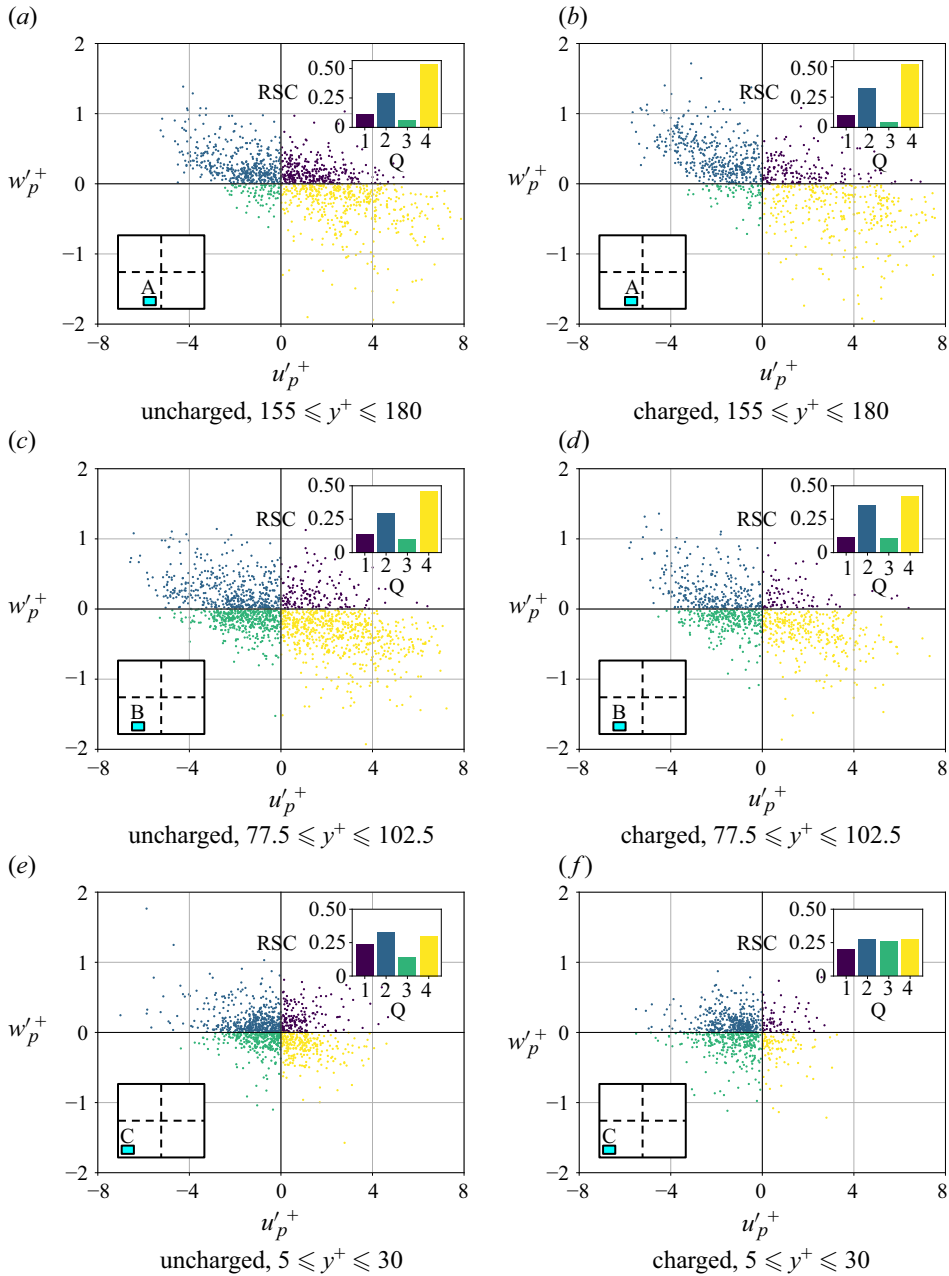 (a)
2
0.50
RSC
0.25
1
0
1 2 3 4
Q
w′p+
0
−1
A
−2
−8 −4 0 4 8
u′p+
uncharged, 155 ⩽ y+ ⩽ 180
(b)
2
0.50
RSC
0.25
1
0
1 2 3 4
Q
w′p+
0
−1
A
−2
−8 −4 0 4 8
u′p+
charged, 155 ⩽ y+ ⩽ 180
(c)
2
0.50
RSC
0.25
1
0
1 2 3 4
Q
w′p+
0
−1
B
−2
−8 −4 0 4 8
u′p+
uncharged, 77.5 ⩽ y+ ⩽ 102.5
(d)
2
0.50
RSC
0.25
1
0
1 2 3 4
Q
w′p+
0
−1
B
−2
−8 −4 0 4 8
u′p+
charged, 77.5 ⩽ y+ ⩽ 102.5
(e)
2
0.50
RSC
0.25
1
0
1 2 3 4
Q
w′p+
0
−1
C
−2
−8 −4 0 4 8
u′p+
uncharged, 5 ⩽ y+ ⩽ 30
(f)
2
0.50
RSC
0.25
1
0
1 2 3 4
Q
w′p+
0
−1
C
−2
−8 −4 0 4 8
u′p+
charged, 5 ⩽ y+ ⩽ 30